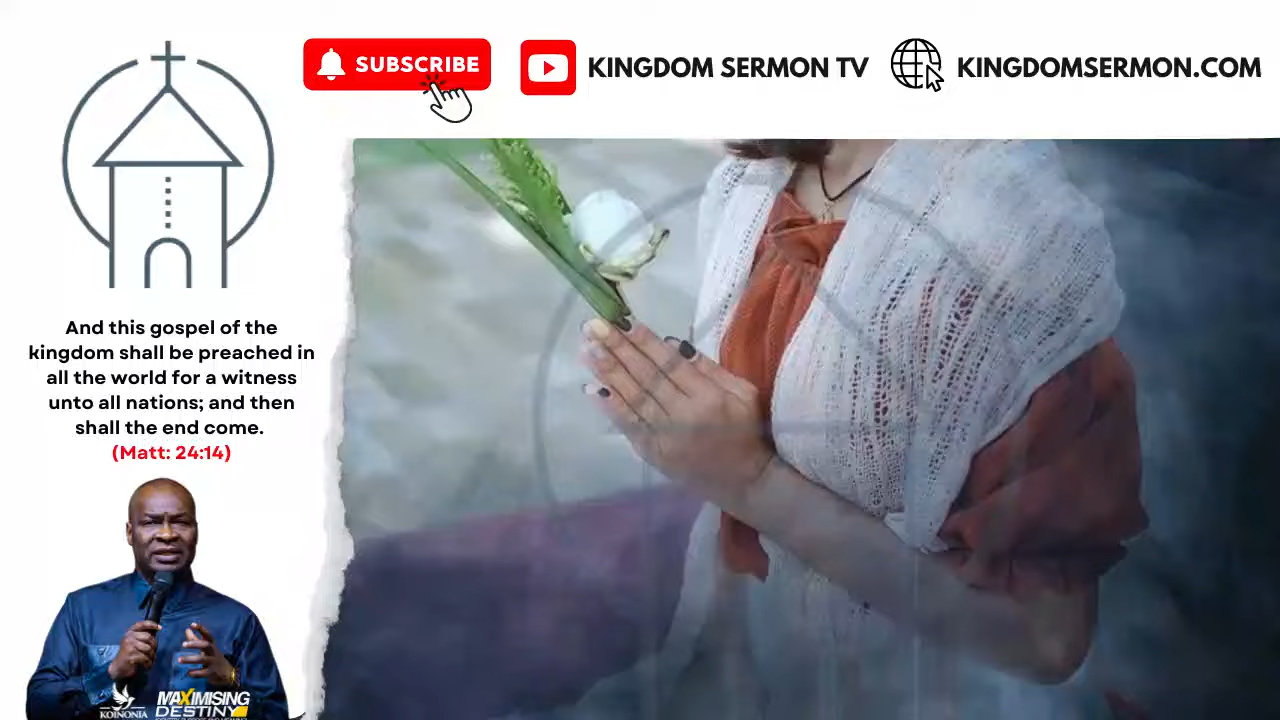 SUBSCRIBE
KINGDOM SERMON TV
KINGDOMSERMON.COM
And this gospel of the
kingdom shall be preached in
all the world for a witness
unto all nations; and then
shall the end come.
(Matt: 24:14)
KOINONIA
MAXIMISING
DESTINY